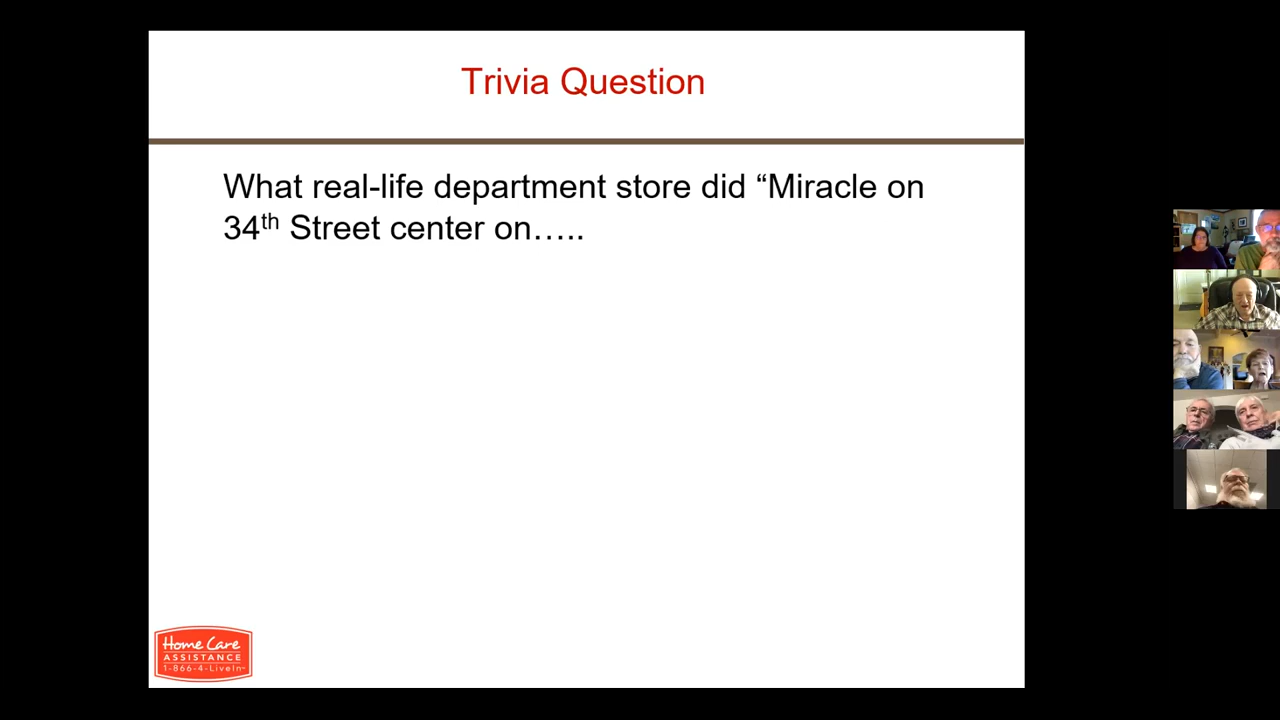 Trivia Question
What real-life department store did “Miracle on
34th Street center on…..
Home Care
ASSISTANCE
1-866-4-LiveIn